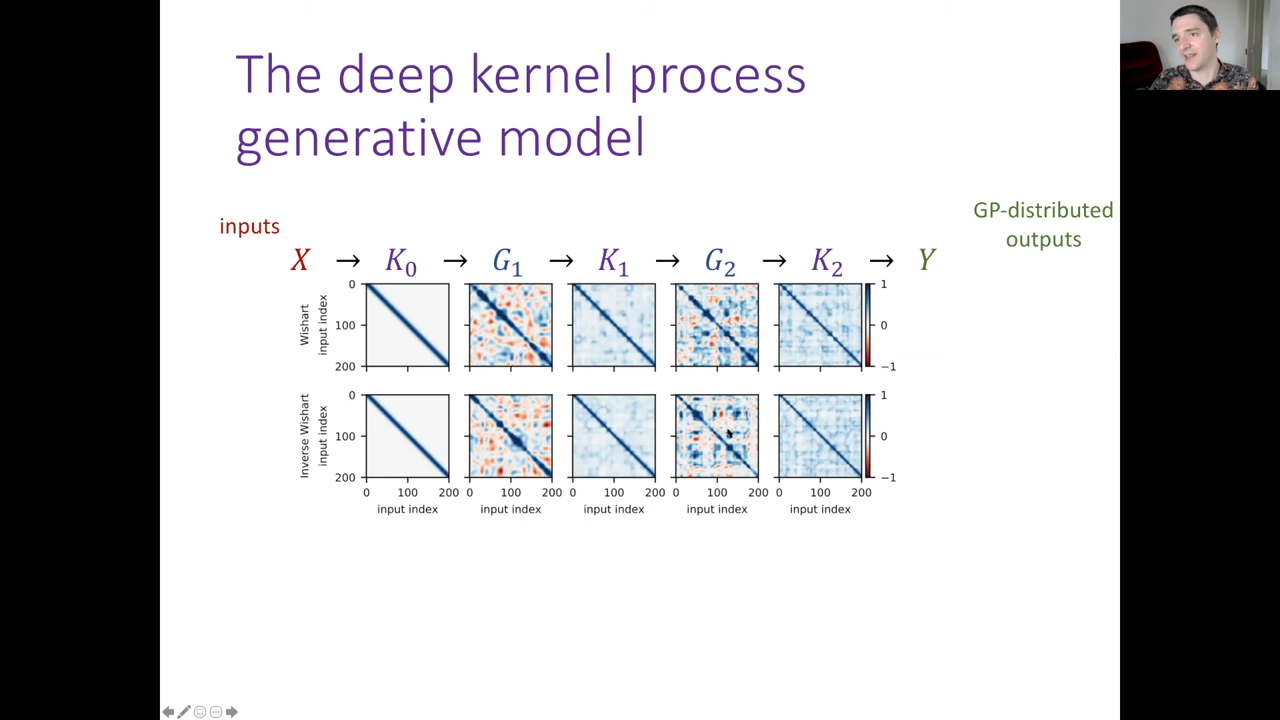 The deep kernel process
generative model
inputs
GP-distributed
outputs
X → K₀ → G₁ → K₁ → G₂ → K₂ → Y
Wishart
input index
0
100
200
1
0
−1
Inverse Wishart
input index
0
100
200
1
0
−1
0 100 200 0 100 200 0 100 200 0 100 200 0 100 200
input index input index input index input index input index